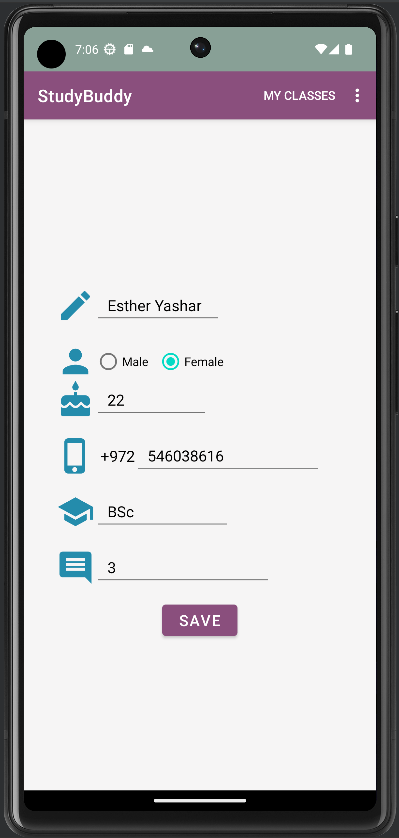 7:06
StudyBuddy MY CLASSES
Esther Yashar
Male Female
22
+972 546038616
BSc
3
SAVE